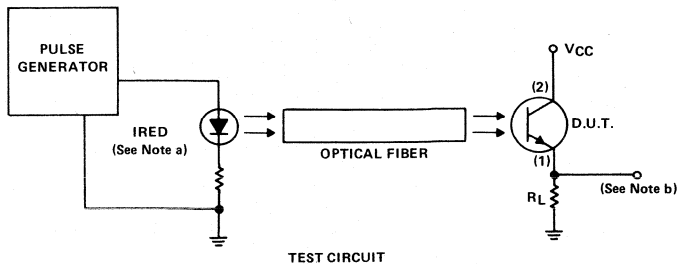 PULSE
GENERATOR
IRED
(See Note a)
OPTICAL FIBER
VCC
(2)
D.U.T.
(1)
RL
(See Note b)
TEST CIRCUIT